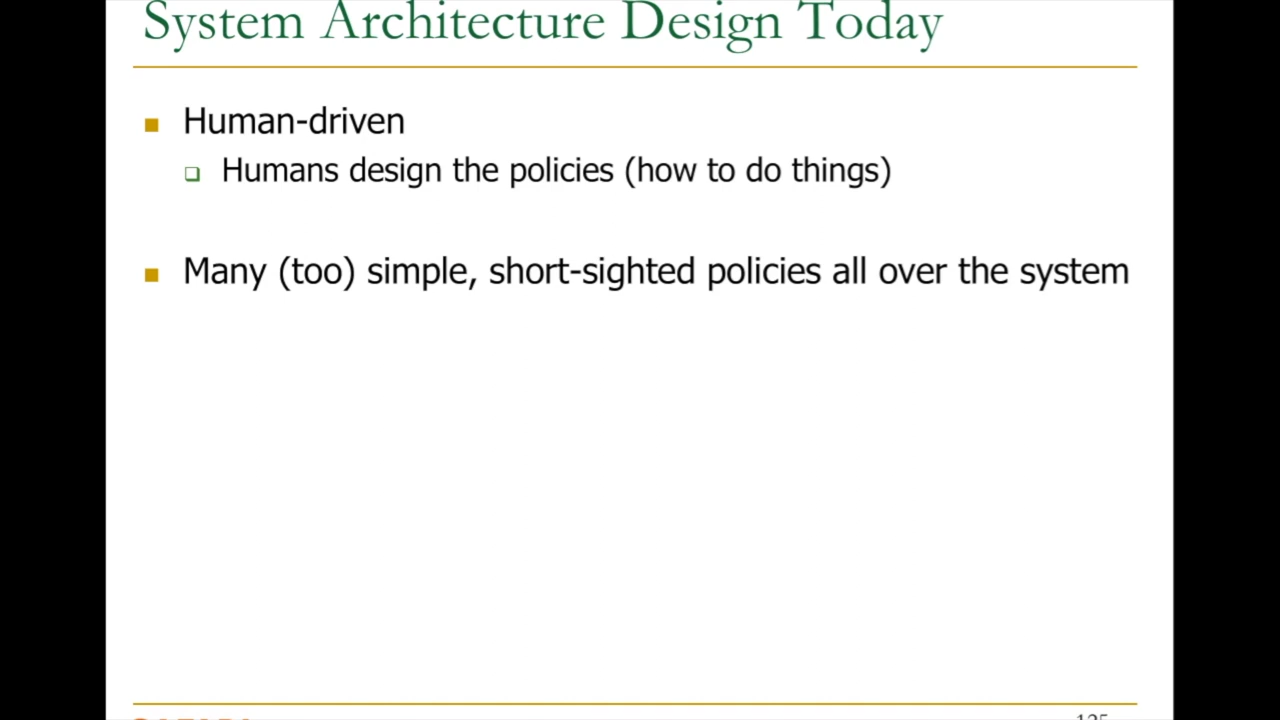 System Architecture Design Today
Human-driven
Humans design the policies (how to do things)
Many (too) simple, short-sighted policies all over the system